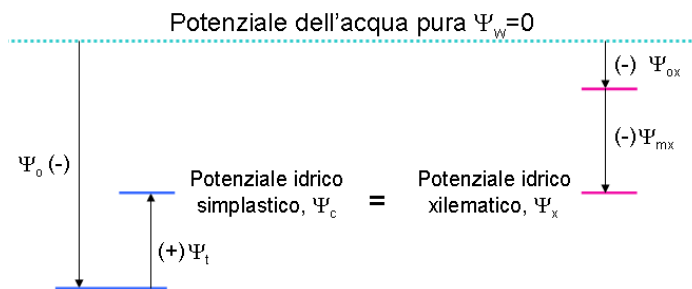 Potenziale dell'acqua pura Ψw=0
(-) Ψox
(-)Ψmx
Ψo (-)
Potenziale idrico
simplastico, Ψc
=
Potenziale idrico
xilematico, Ψx
(+)Ψt